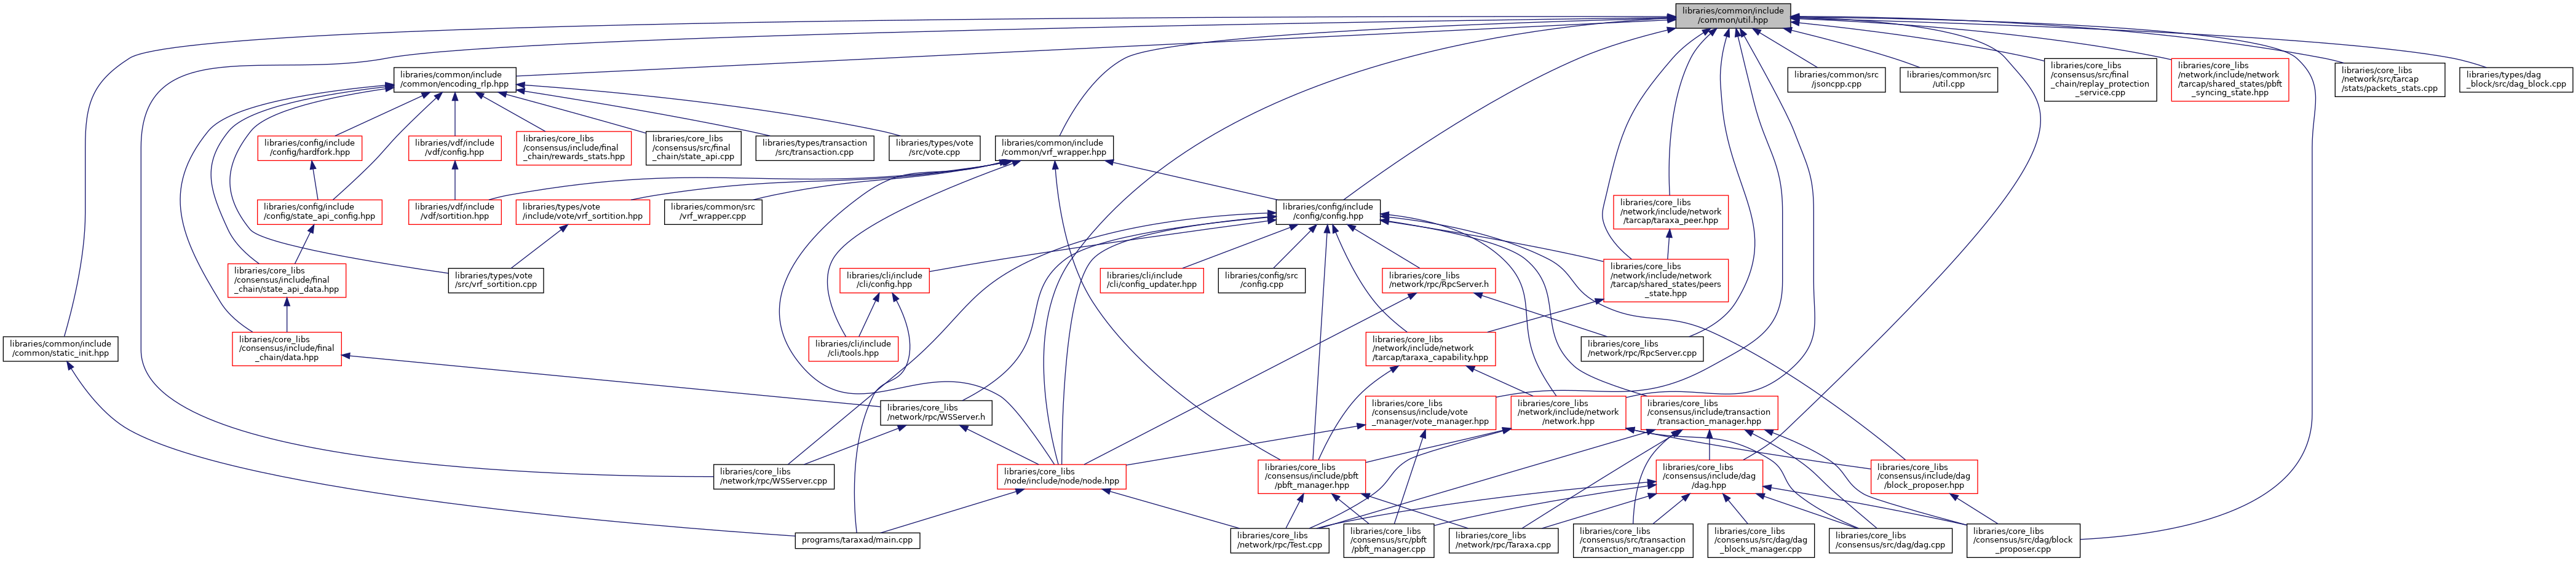 libraries/common/include
/common/util.hpp
libraries/common/include
/common/encoding_rlp.hpp
libraries/common/src
/jsoncpp.cpp
libraries/common/src
/util.cpp
libraries/core_libs
/consensus/src/final
_chain/replay_protection
_service.cpp
libraries/core_libs
/network/include/network
/tarcap/shared_states/pbft
_syncing_state.hpp
libraries/core_libs
/network/src/tarcap
/stats/packets_stats.cpp
libraries/types/dag
_block/src/dag_block.cpp
libraries/config/include
/config/hardfork.hpp
libraries/vdf/include
/vdf/config.hpp
libraries/core_libs
/consensus/include/final
_chain/rewards_stats.hpp
libraries/core_libs
/consensus/src/final
_chain/state_api.cpp
libraries/types/transaction
/src/transaction.cpp
libraries/types/vote
/src/vote.cpp
libraries/common/include
/common/vrf_wrapper.hpp
libraries/config/include
/config/state_api_config.hpp
libraries/vdf/include
/vdf/sortition.hpp
libraries/types/vote
/include/vote/vrf_sortition.hpp
libraries/common/src
/vrf_wrapper.cpp
libraries/config/include
/config/config.hpp
libraries/core_libs
/network/include/network
/tarcap/taraxa_peer.hpp
libraries/core_libs
/consensus/include/final
_chain/state_api_data.hpp
libraries/types/vote
/src/vrf_sortition.cpp
libraries/cli/include
/cli/config.hpp
libraries/cli/include
/cli/config_updater.hpp
libraries/config/src
/config.cpp
libraries/core_libs
/network/rpc/RpcServer.h
libraries/core_libs
/network/include/network
/tarcap/shared_states/peers
_state.hpp
libraries/common/include
/common/static_init.hpp
libraries/core_libs
/consensus/include/final
_chain/data.hpp
libraries/cli/include
/cli/tools.hpp
libraries/core_libs
/network/include/network
/tarcap/taraxa_capability.hpp
libraries/core_libs
/network/rpc/RpcServer.cpp
libraries/core_libs
/network/rpc/WSServer.h
libraries/core_libs
/consensus/include/vote
_manager/vote_manager.hpp
libraries/core_libs
/network/include/network
/network.hpp
libraries/core_libs
/consensus/include/transaction
/transaction_manager.hpp
libraries/core_libs
/network/rpc/WSServer.cpp
libraries/core_libs
/node/include/node/node.hpp
libraries/core_libs
/consensus/include/pbft
/pbft_manager.hpp
libraries/core_libs
/consensus/include/dag
/dag.hpp
libraries/core_libs
/consensus/include/dag
/block_proposer.hpp
programs/taraxad/main.cpp
libraries/core_libs
/network/rpc/Test.cpp
libraries/core_libs
/consensus/src/pbft
/pbft_manager.cpp
libraries/core_libs
/network/rpc/Taraxa.cpp
libraries/core_libs
/consensus/src/transaction
/transaction_manager.cpp
libraries/core_libs
/consensus/src/dag/dag
_block_manager.cpp
libraries/core_libs
/consensus/src/dag/dag.cpp
libraries/core_libs
/consensus/src/dag/block
_proposer.cpp